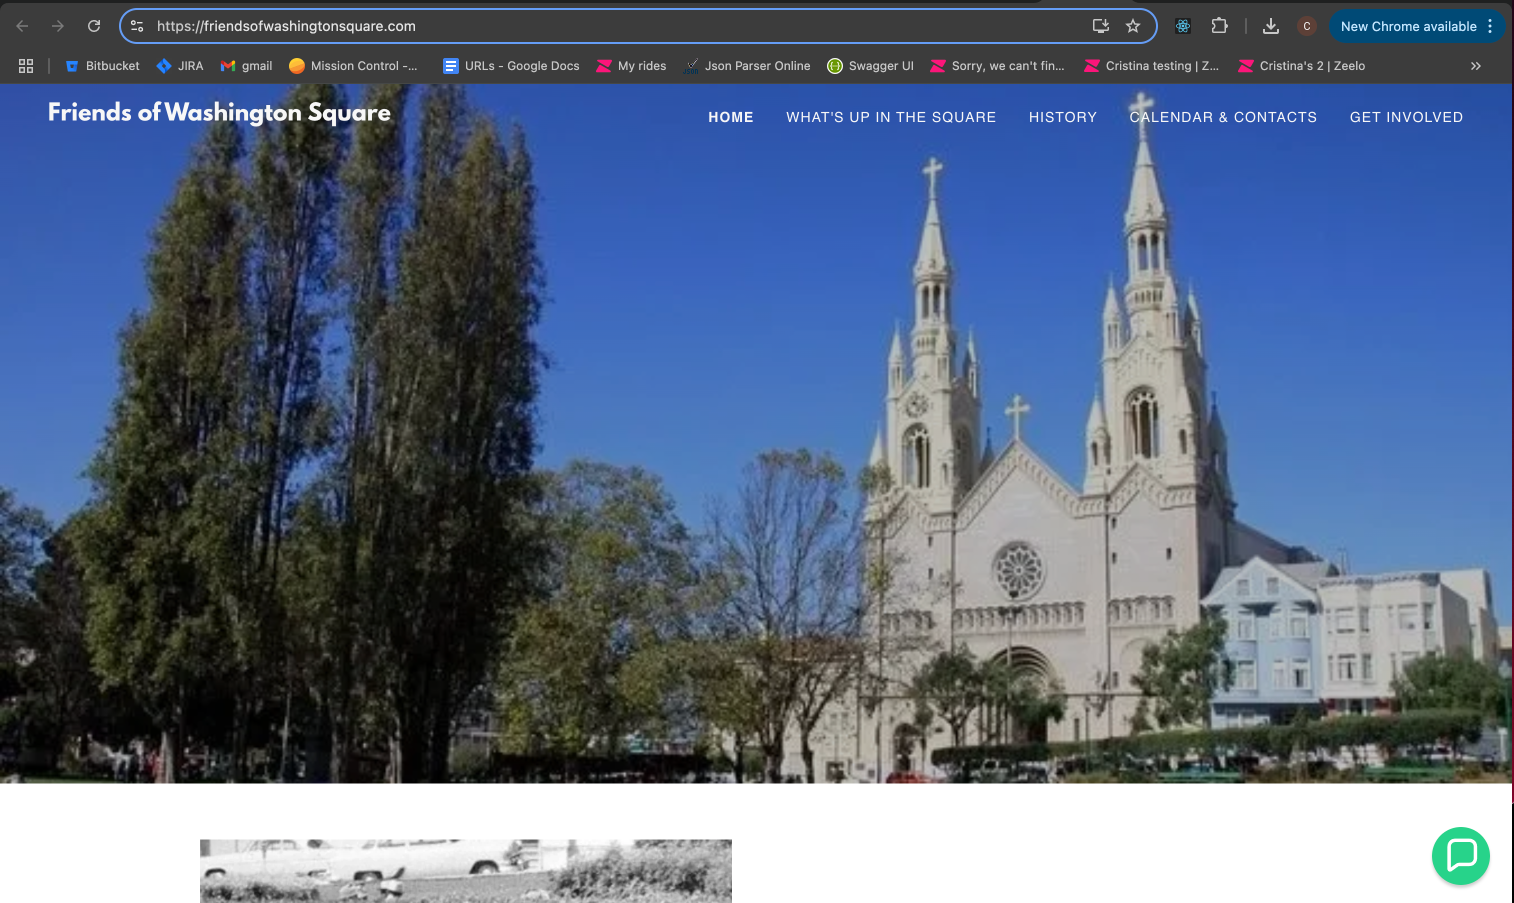 https://friendsofwashingtonsquare.com
C
New Chrome available
Bitbucket
JIRA
gmail
Mission Control -...
URLs - Google Docs
My rides
Json Parser Online
Swagger UI
Sorry, we can't fin...
Cristina testing | Z...
Cristina's 2 | Zeelo
Friends of Washington Square
HOME
WHAT'S UP IN THE SQUARE
HISTORY
CALENDAR & CONTACTS
GET INVOLVED